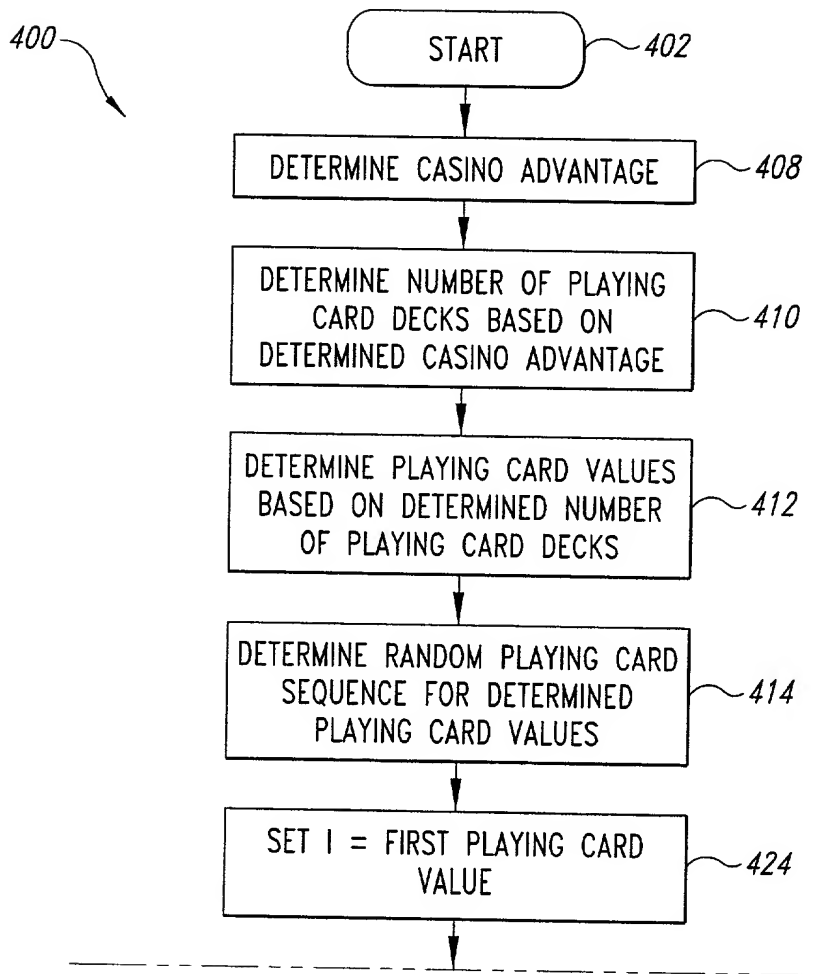 400
START
402
DETERMINE CASINO ADVANTAGE
408
DETERMINE NUMBER OF PLAYING
CARD DECKS BASED ON
DETERMINED CASINO ADVANTAGE
410
DETERMINE PLAYING CARD VALUES
BASED ON DETERMINED NUMBER
OF PLAYING CARD DECKS
412
DETERMINE RANDOM PLAYING CARD
SEQUENCE FOR DETERMINED
PLAYING CARD VALUES
414
SET I = FIRST PLAYING CARD
VALUE
424